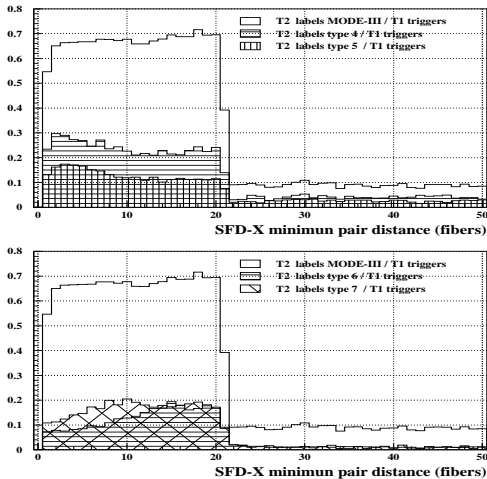 0.8
T2 labels MODE-III / T1 triggers
0.7
T2 labels type 4 / T1 triggers
T2 labels type 5 / T1 triggers
0.6
0.5
0.4
0.3
0.2
0.1
0
0 10 20 30 40 50
SFD-X minimun pair distance (fibers)
0.8
T2 labels MODE-III / T1 triggers
0.7
T2 labels type 6 / T1 triggers
T2 labels type 7 / T1 triggers
0.6
0.5
0.4
0.3
0.2
0.1
0
0 10 20 30 40 50
SFD-X minimun pair distance (fibers)